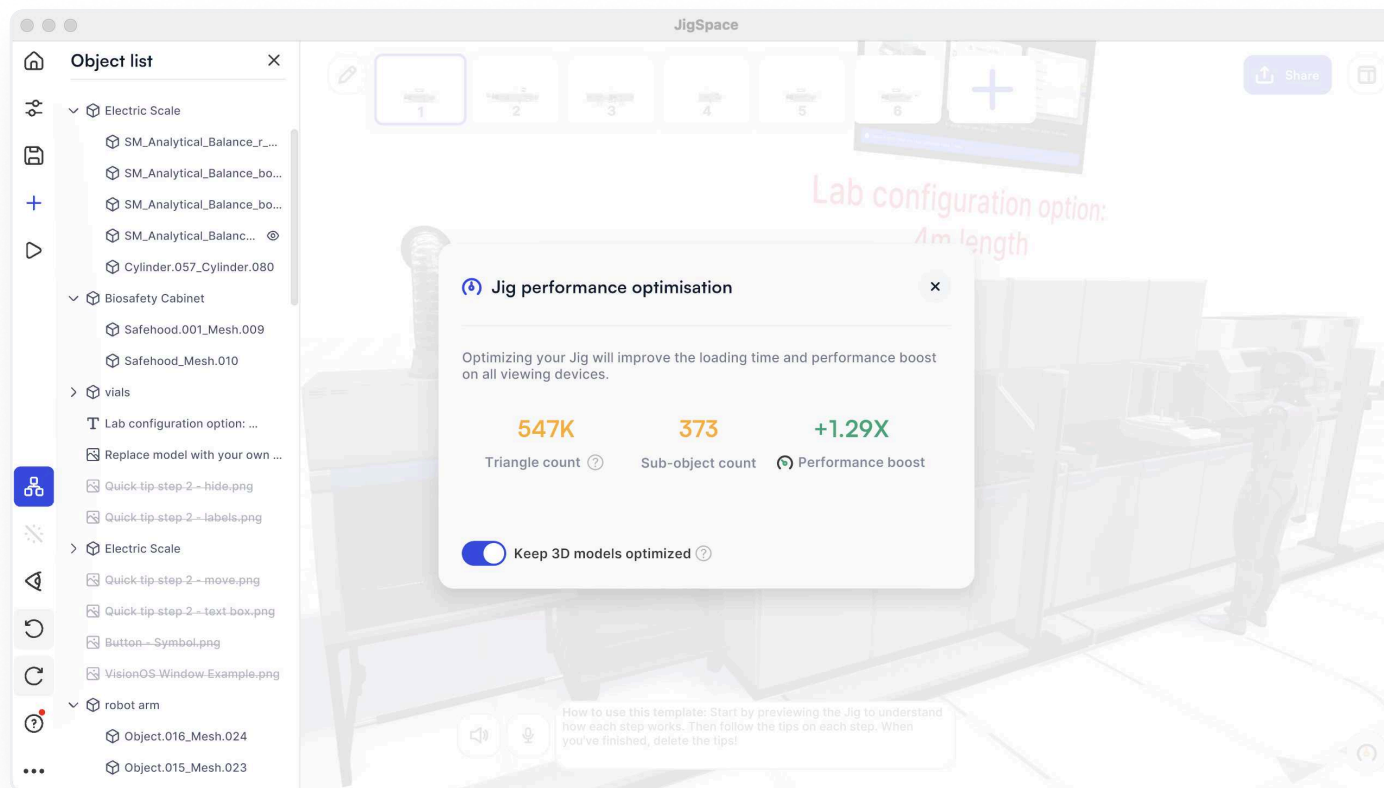 JigSpace
Object list
Electric Scale
SM_Analytical_Balance_r_...
SM_Analytical_Balance_bo...
SM_Analytical_Balance_bo...
SM_Analytical_Balanc...
Cylinder.057_Cylinder.080
Biosafety Cabinet
Safehood.001_Mesh.009
Safehood_Mesh.010
vials
Lab configuration option: ...
Replace model with your own ...
Quick tip step 2 - hide.png
Quick tip step 2 - labels.png
Electric Scale
Quick tip step 2 - move.png
Quick tip step 2 - text box.png
Button - Symbol.png
VisionOS Window Example.png
robot arm
Object.016_Mesh.024
Object.015_Mesh.023
1
2
3
4
5
6
Share
Lab configuration option:
4m length
Jig performance optimisation
Optimizing your Jig will improve the loading time and performance boost
on all viewing devices.
547K
373
+1.29X
Triangle count
Sub-object count
Performance boost
Keep 3D models optimized
How to use this template: Start by previewing the Jig to understand
how each step works. Then follow the tips on each step. When
you've finished, delete the tips!